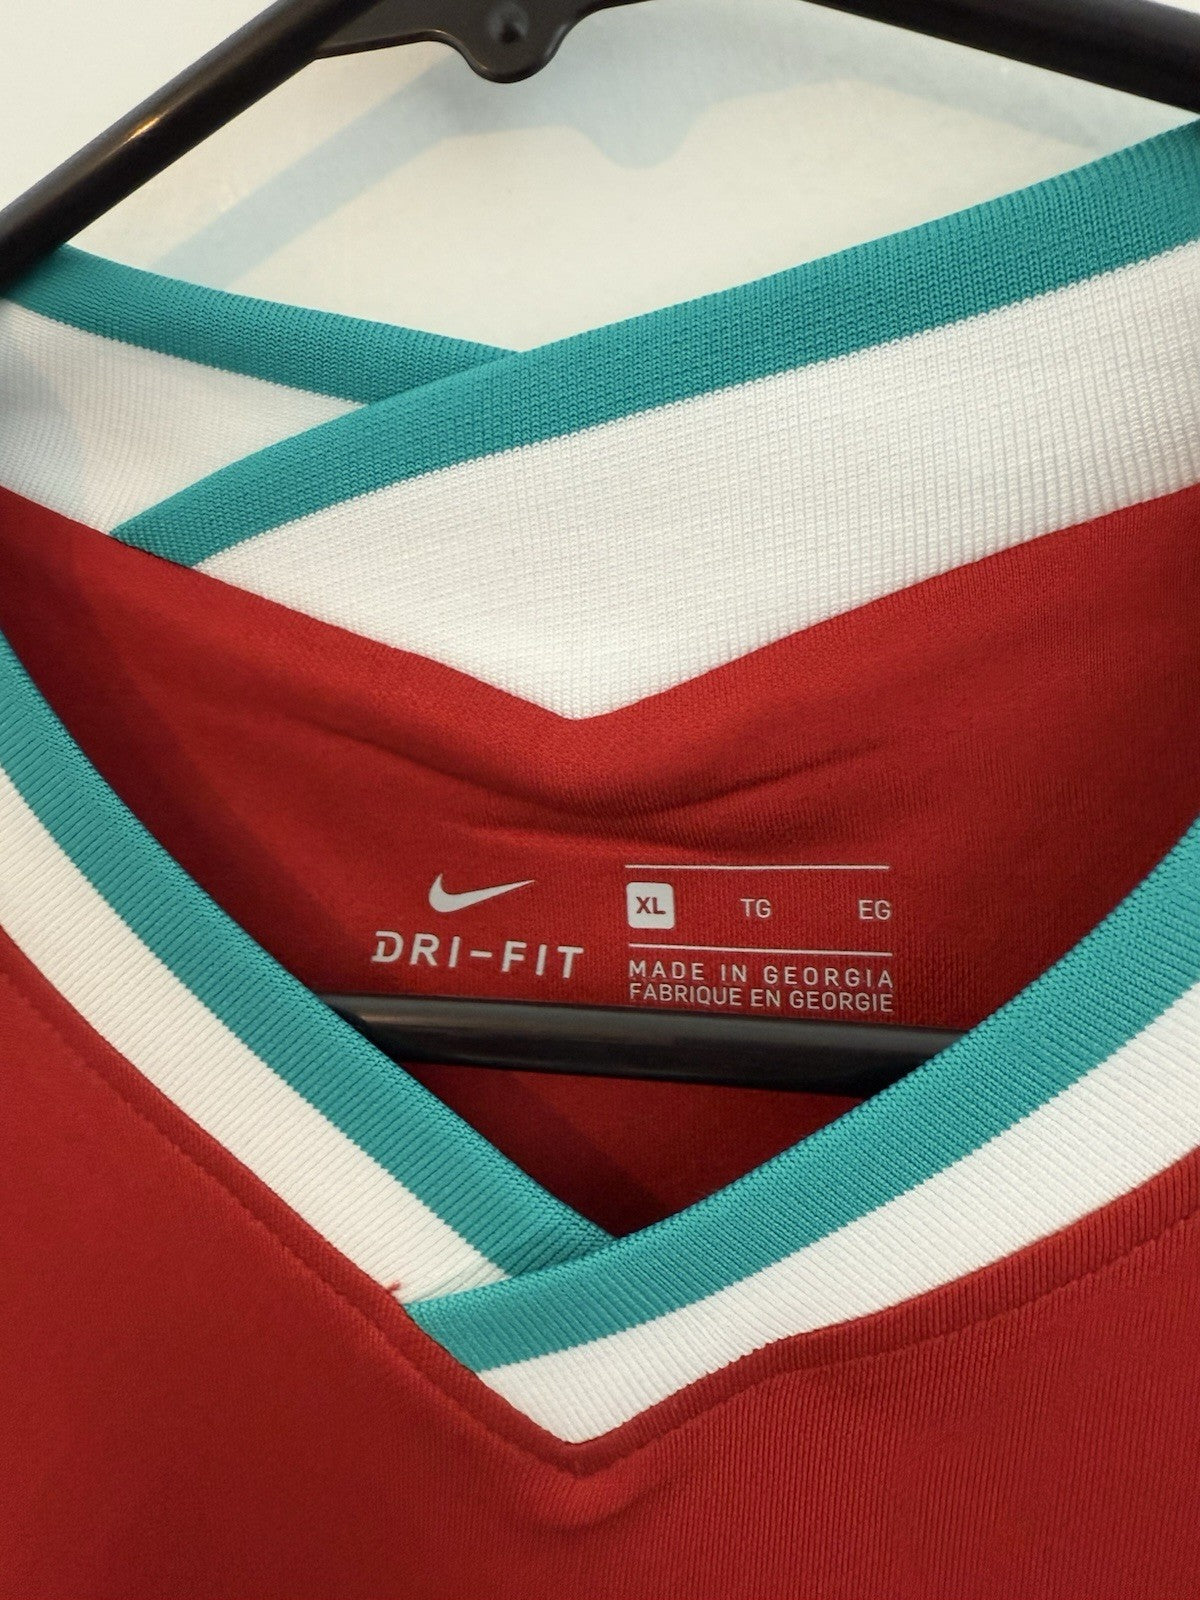 DRI-FIT
XL TG EG
MADE IN GEORGIA
FABRIQUE EN GEORGIE